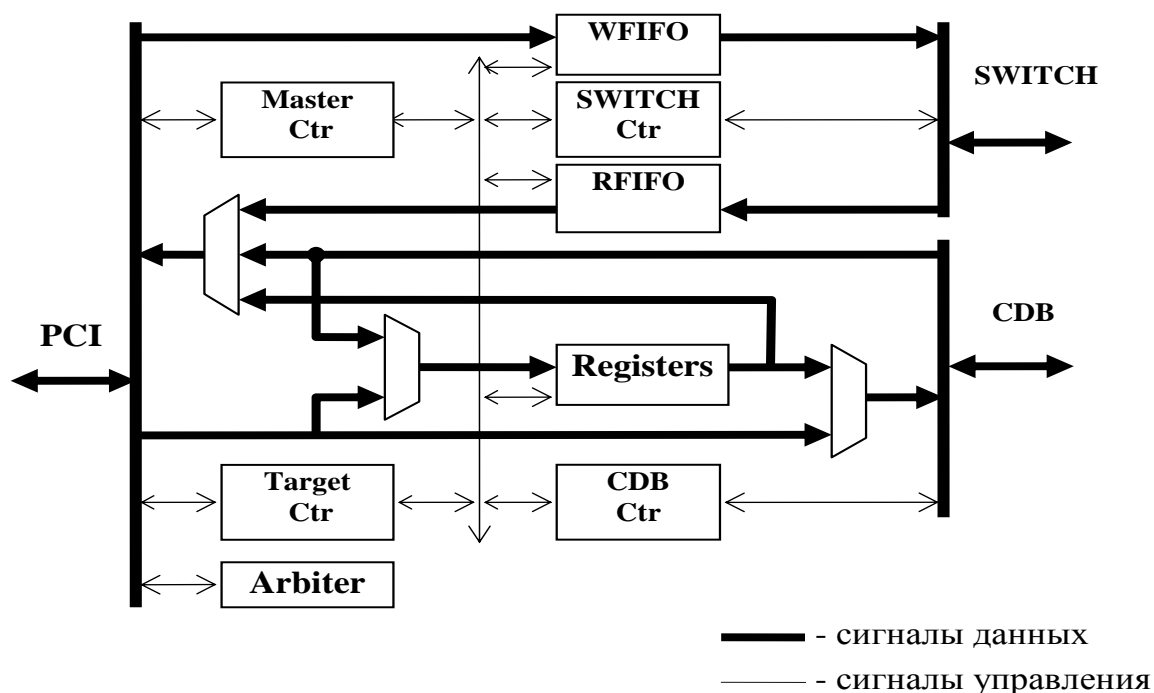 WFIFO
SWITCH
Master
Ctr
SWITCH
Ctr
RFIFO
PCI
CDB
Registers
Target
Ctr
CDB
Ctr
Arbiter
- сигналы данных
- сигналы управления